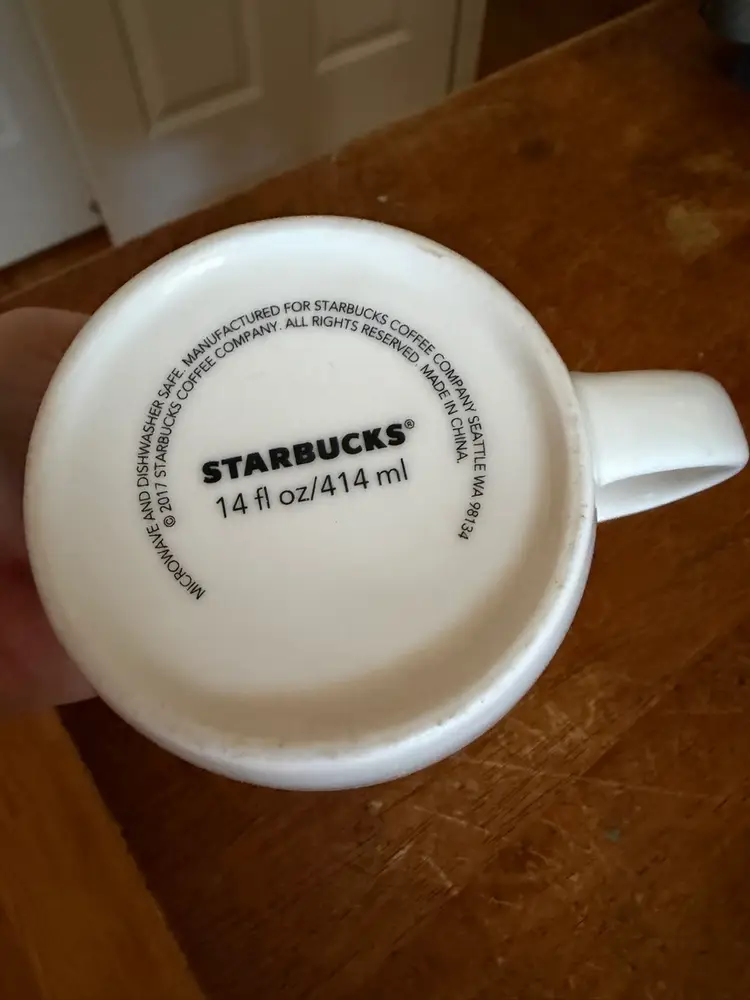 MICROWAVE AND DISHWASHER SAFE. MANUFACTURED FOR STARBUCKS COFFEE COMPANY SEATTLE WA 98134
© 2017 STARBUCKS COFFEE COMPANY. ALL RIGHTS RESERVED. MADE IN CHINA.
STARBUCKS®
14 fl oz/414 ml